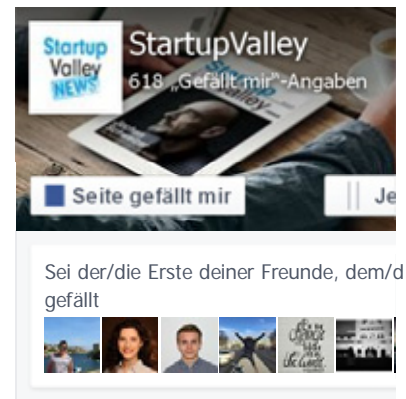 Startup
Valley
NEWS
StartupValley
618 „Gefällt mir“-Angaben
Seite gefällt mir
Je
Sei der/die Erste deiner Freunde, dem/d
gefällt